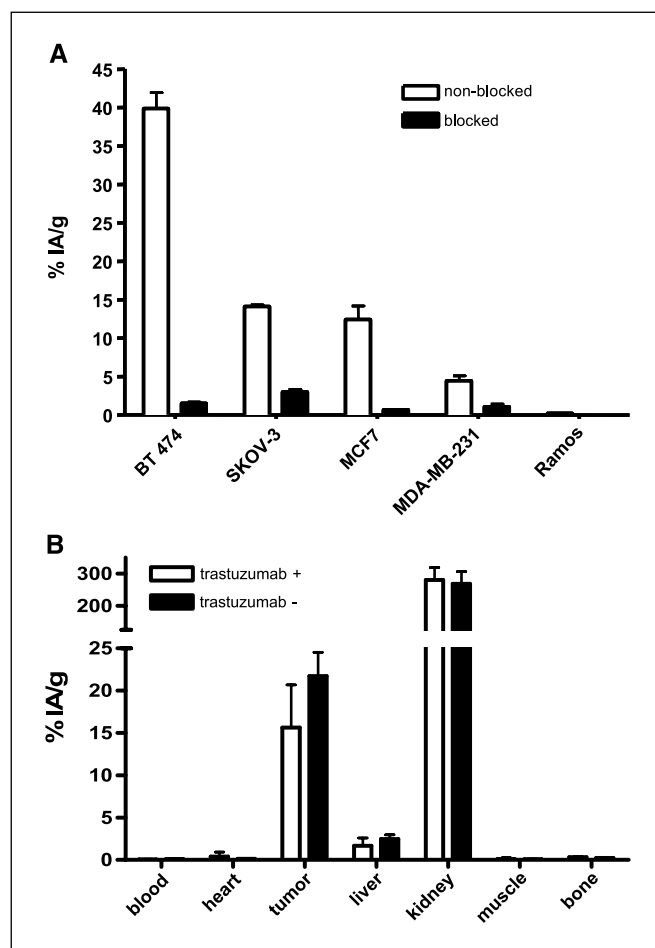 A
45
40
35
30
25
20
15
10
5
0
% IA/g
non-blocked
blocked
BT 474
SKOV-3
MCF7
MDA-MB-231
Ramos
B
300
200
25
20
15
10
5
0
% IA/g
trastuzumab +
trastuzumab -
blood
heart
tumor
liver
kidney
muscle
bone